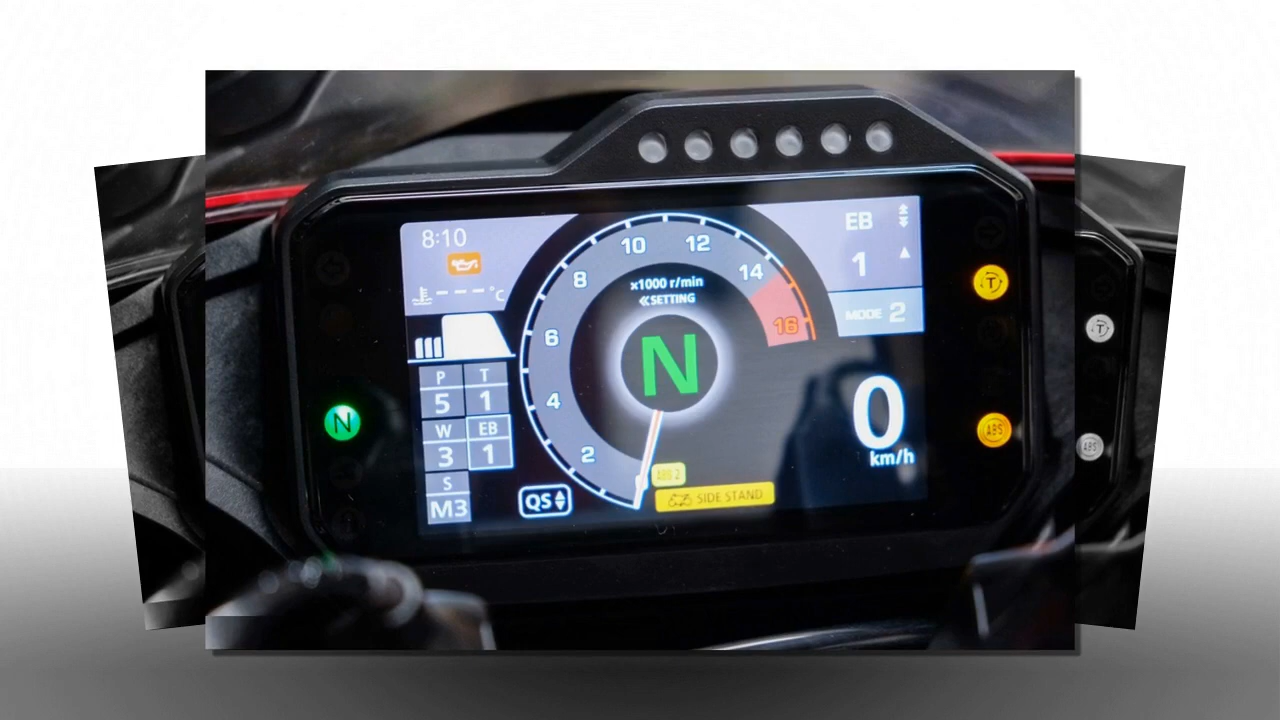 8:10
---°C
P T
5 1
W EB
3 1
S
M3
QS
2
4
6
8
10
12
14
16
x1000 r/min
SETTING
N
ABS 2
SIDE STAND
EB
1
MODE 2
0
km/h
N
T
ABS
T
ABS